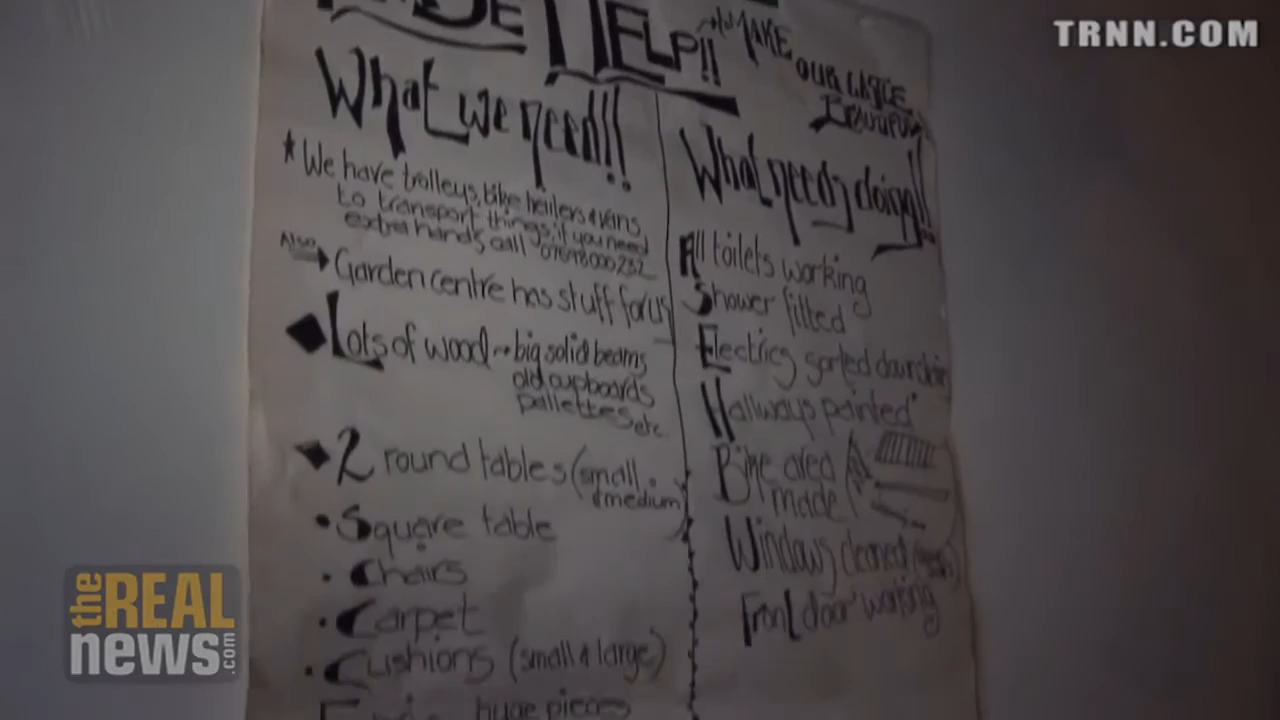 TRNN.COM
HELP!!
MAKE
OUR
What we need!!!
★ We have trolleys, bike trailers & vans
to transport things, if you need
extra hands, call
Also
→ Garden centre has stuff for us
Lots of wood → big solid beams
old cupboards
pallettes
etc
2 round tables (small
& medium)
Square table
Chairs
Carpet
Cushions (small & large)
huge pieces
What needs doing!!
All toilets working
Shower fitted
Electrics sorted
Hallways painted
Bike area
made
Windows cleaned
Front door working
the REAL
news.com